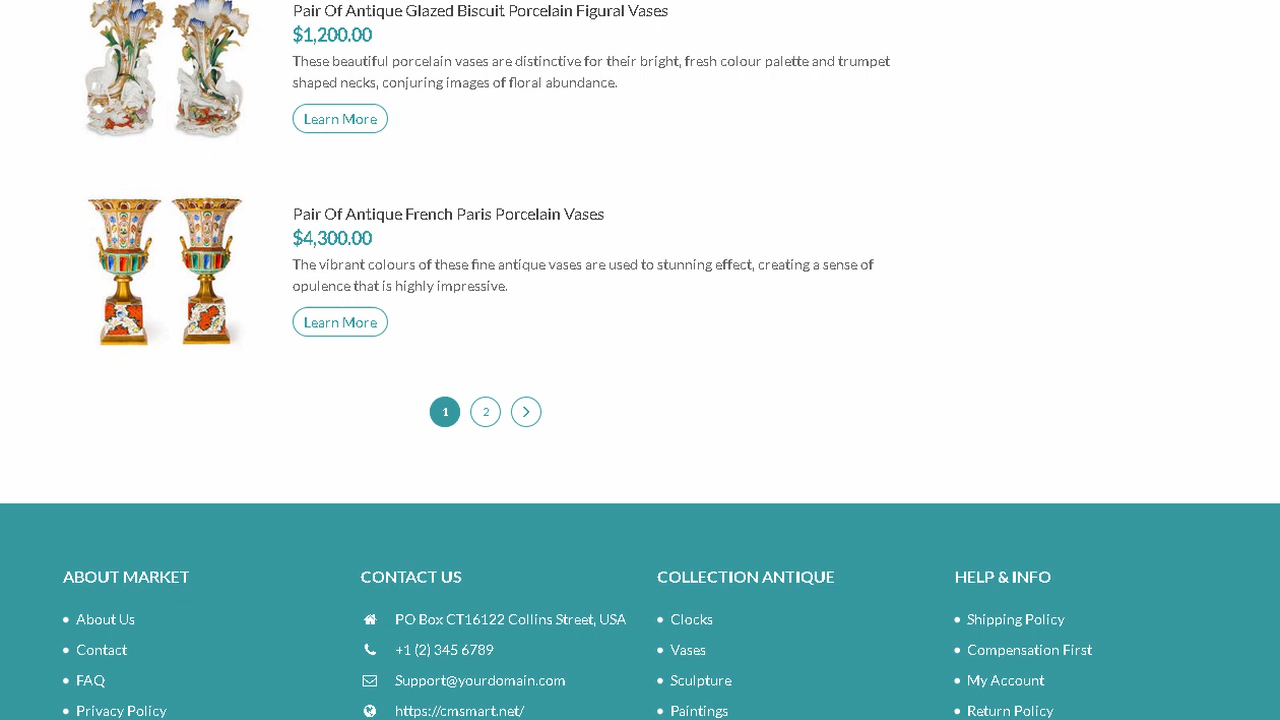 Pair Of Antique Glazed Biscuit Porcelain Figural Vases
$1,200.00
These beautiful porcelain vases are distinctive for their bright, fresh colour palette and trumpet
shaped necks, conjuring images of floral abundance.
Learn More
Pair Of Antique French Paris Porcelain Vases
$4,300.00
The vibrant colours of these fine antique vases are used to stunning effect, creating a sense of
opulence that is highly impressive.
Learn More
1 2
ABOUT MARKET
About Us
Contact
FAQ
Privacy Policy
CONTACT US
PO Box CT16122 Collins Street, USA
+1 (2) 345 6789
Support@yourdomain.com
https://cmsmart.net/
COLLECTION ANTIQUE
Clocks
Vases
Sculpture
Paintings
HELP & INFO
Shipping Policy
Compensation First
My Account
Return Policy